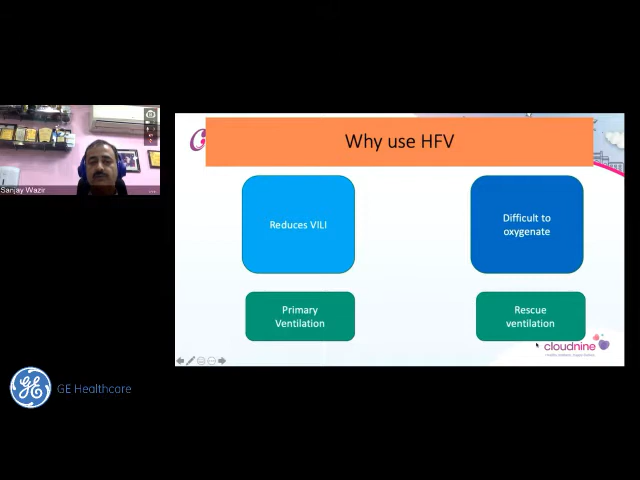 Sanjay Wazir
Why use HFV
Reduces VILI
Difficult to
oxygenate
Primary
Ventilation
Rescue
ventilation
cloudnine
GE Healthcare